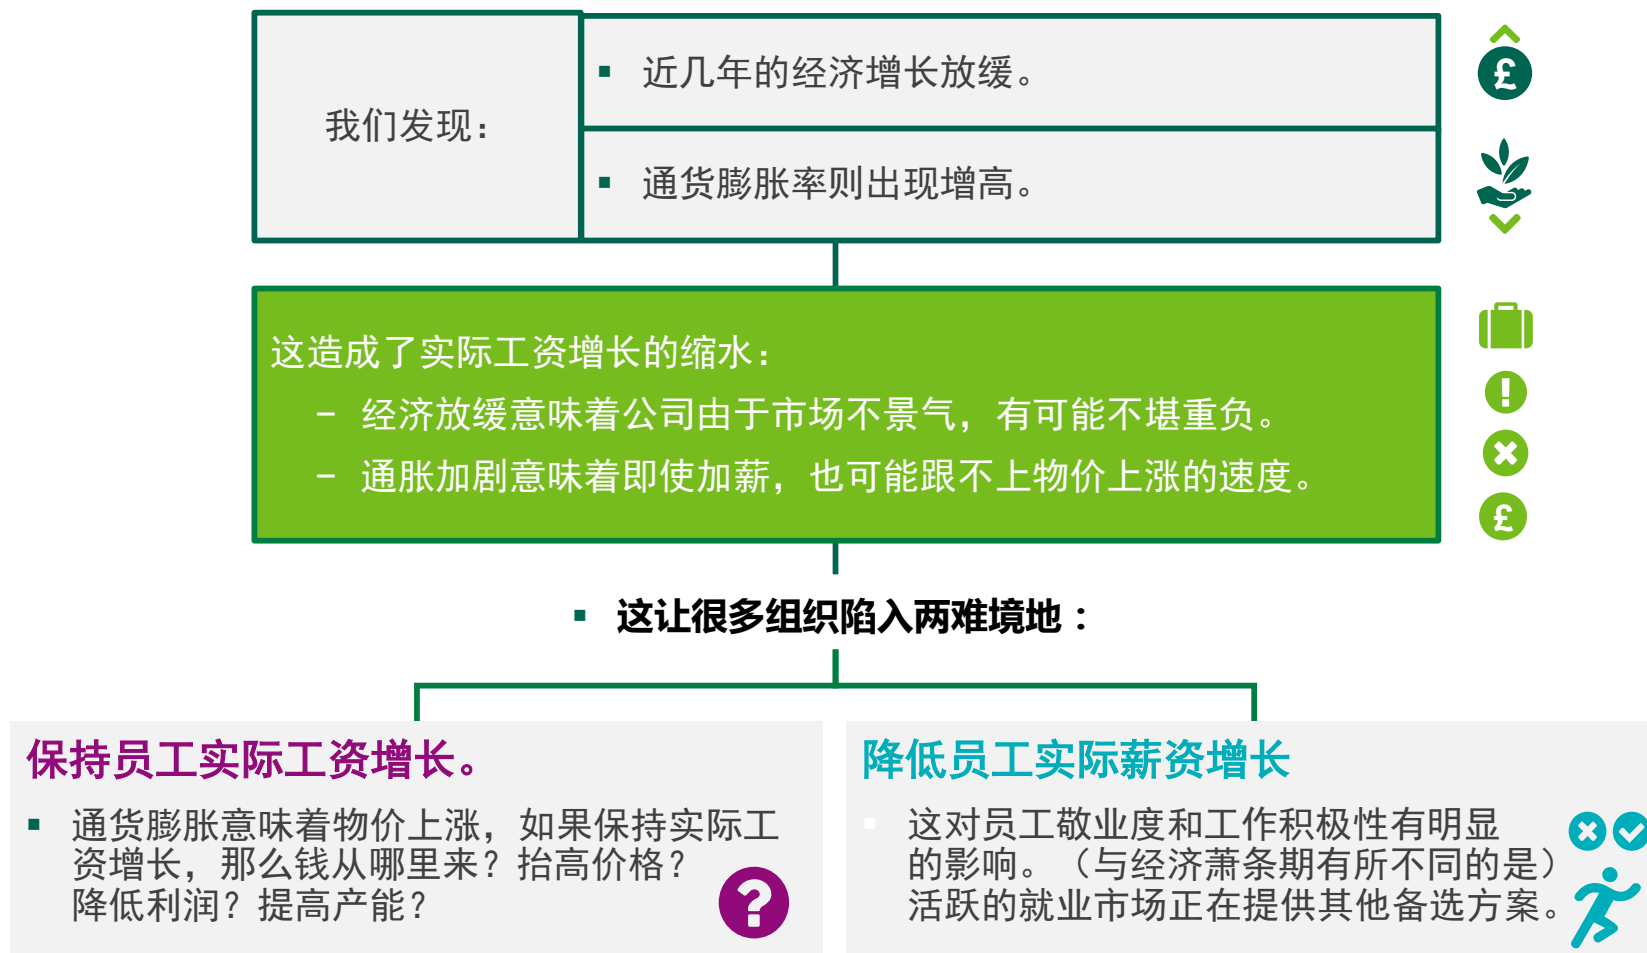 我们发现：
▪ 近几年的经济增长放缓。
▪ 通货膨胀率则出现增高。
£
这造成了实际工资增长的缩水：
– 经济放缓意味着公司由于市场不景气，有可能不堪重负。
– 通胀加剧意味着即使加薪，也可能跟不上物价上涨的速度。
!
£
▪ 这让很多组织陷入两难境地：
保持员工实际工资增长。
▪ 通货膨胀意味着物价上涨，如果保持实际工
资增长，那么钱从哪里来？抬高价格？
降低利润？提高产能？
?
降低员工实际薪资增长
▪ 这对员工敬业度和工作积极性有明显
的影响。（与经济萧条期有所不同的是）
活跃的就业市场正在提供其他备选方案。